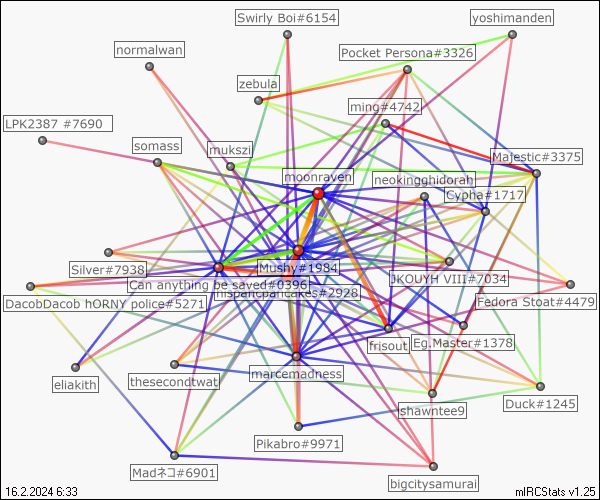 Swirly Boi#6154
yoshimanden
normalwan
Pocket Persona#3326
zebula
ming#4742
LPK2387 #7690
somass
mukszi
Majestic#3375
moonraven
neokingghidorah
Cypha#1717
Mushy#1984
Silver#7938
JKOUYH VIII#7034
Can anything be saved#0396
hispanicpancakes#2928
DacobDacob hORNY police#5271
Fedora Stoat#4479
frisout
Eg.Master#1378
marcemadness
eliakith
thesecondtwat
shawntee9
Duck#1245
Pikabro#9971
Madネコ#6901
bigcitysamurai
16.2.2024 6:33
mIRCStats v1.25